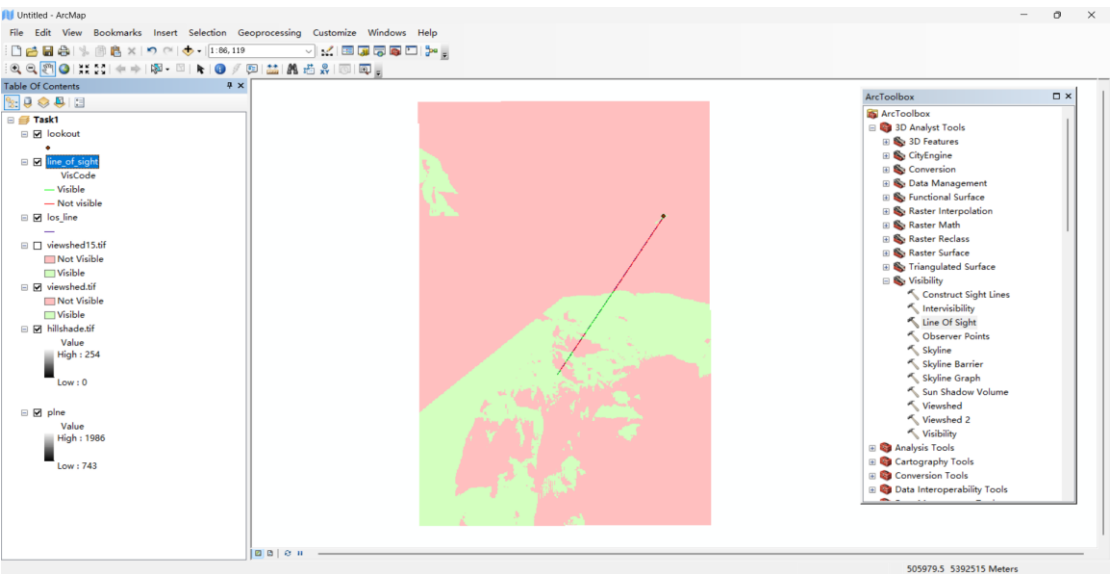 Untitled - ArcMap
File Edit View Bookmarks Insert Selection Geoprocessing Customize Windows Help
1:86,119
Table Of Contents
Task1
lookout
line_of_sight
VisCode
Visible
Not visible
los_line
viewshed15.tif
Not Visible
Visible
viewshed.tif
Not Visible
Visible
hillshade.tif
Value
High : 254
Low : 0
plne
Value
High : 1986
Low : 743
ArcToolbox
ArcToolbox
3D Analyst Tools
3D Features
CityEngine
Conversion
Data Management
Functional Surface
Raster Interpolation
Raster Math
Raster Reclass
Raster Surface
Triangulated Surface
Visibility
Construct Sight Lines
Intervisibility
Line Of Sight
Observer Points
Skyline
Skyline Barrier
Skyline Graph
Sun Shadow Volume
Viewshed
Viewshed 2
Visibility
Analysis Tools
Cartography Tools
Conversion Tools
Data Interoperability Tools
505979.5 5392515 Meters